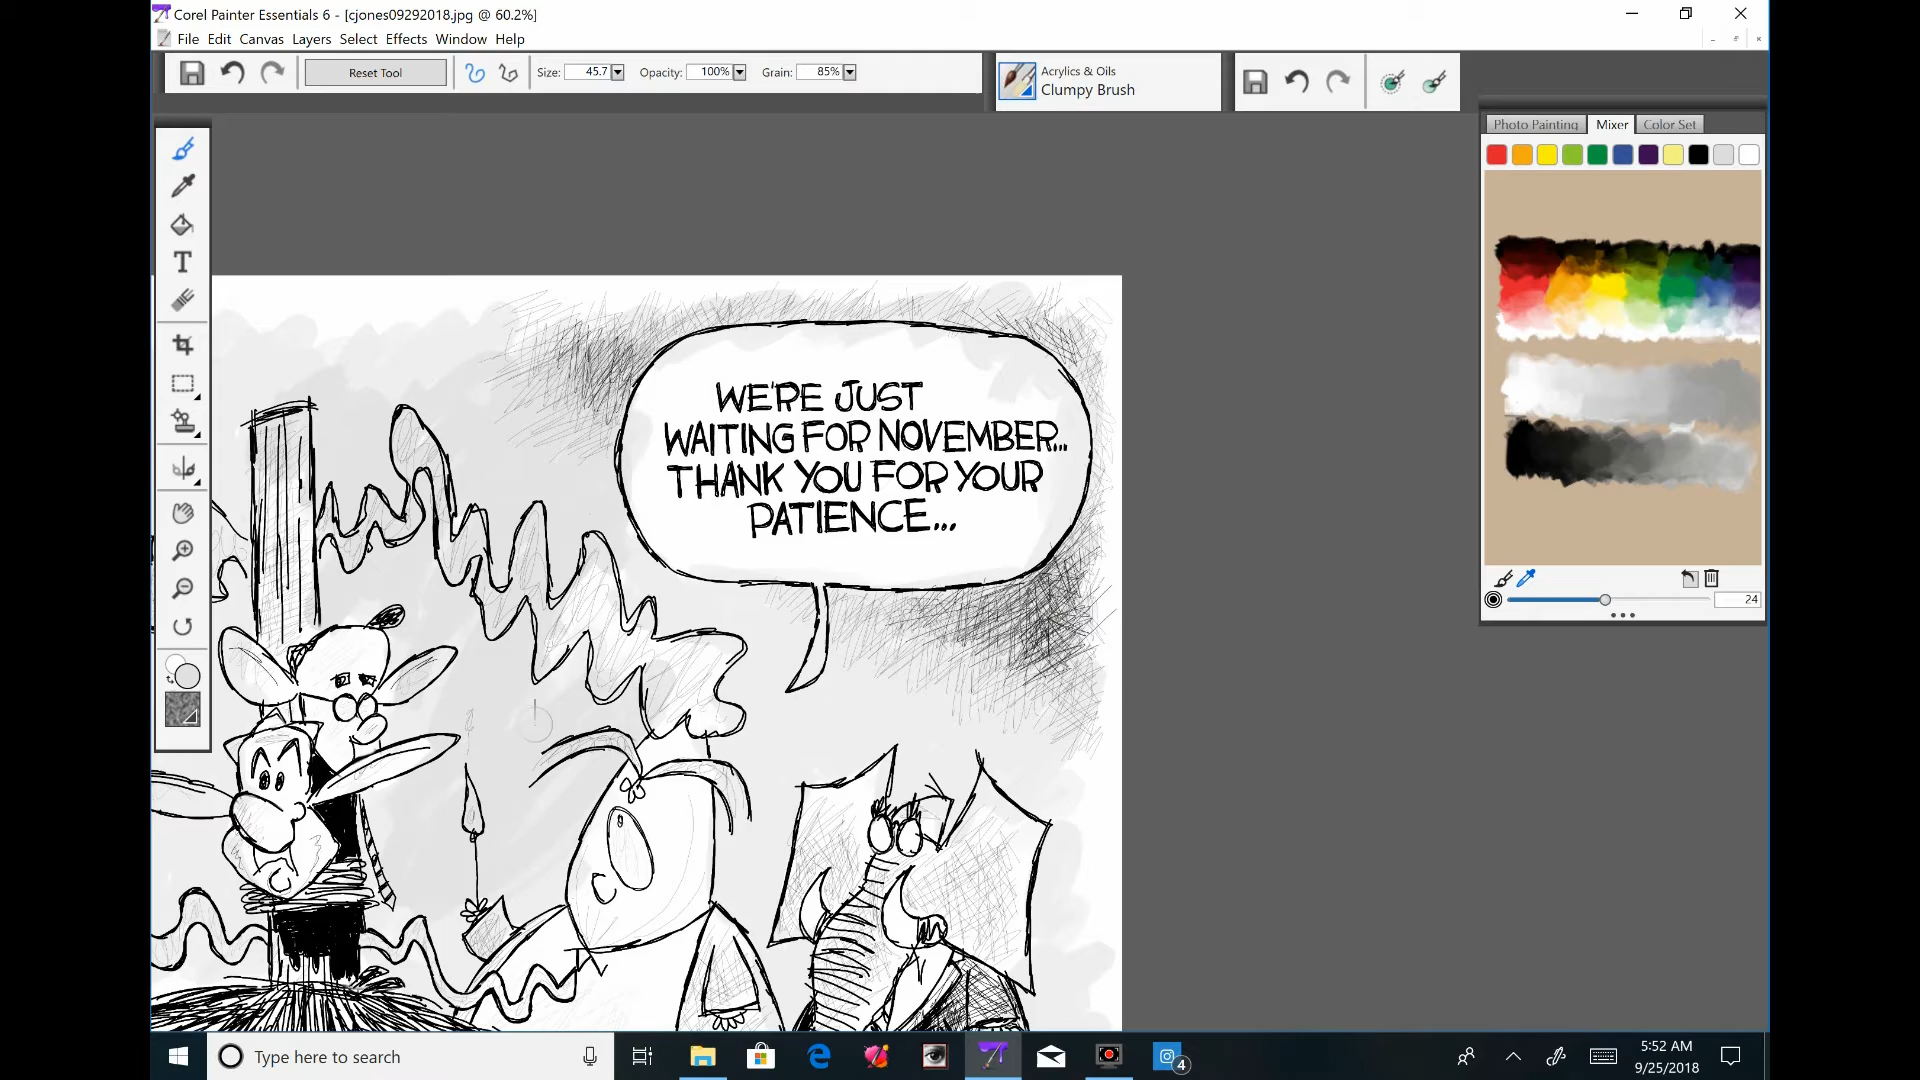 Corel Painter Essentials 6 - [cjones09292018.jpg @ 60.2%]
File Edit Canvas Layers Select Effects Window Help
Reset Tool
Size: 45.7
Opacity: 100%
Grain: 85%
Acrylics & Oils
Clumpy Brush
Photo Painting Mixer Color Set
T
WE'RE JUST
WAITING FOR NOVEMBER...
THANK YOU FOR YOUR
PATIENCE...
24
Type here to search
4
5:52 AM
9/25/2018